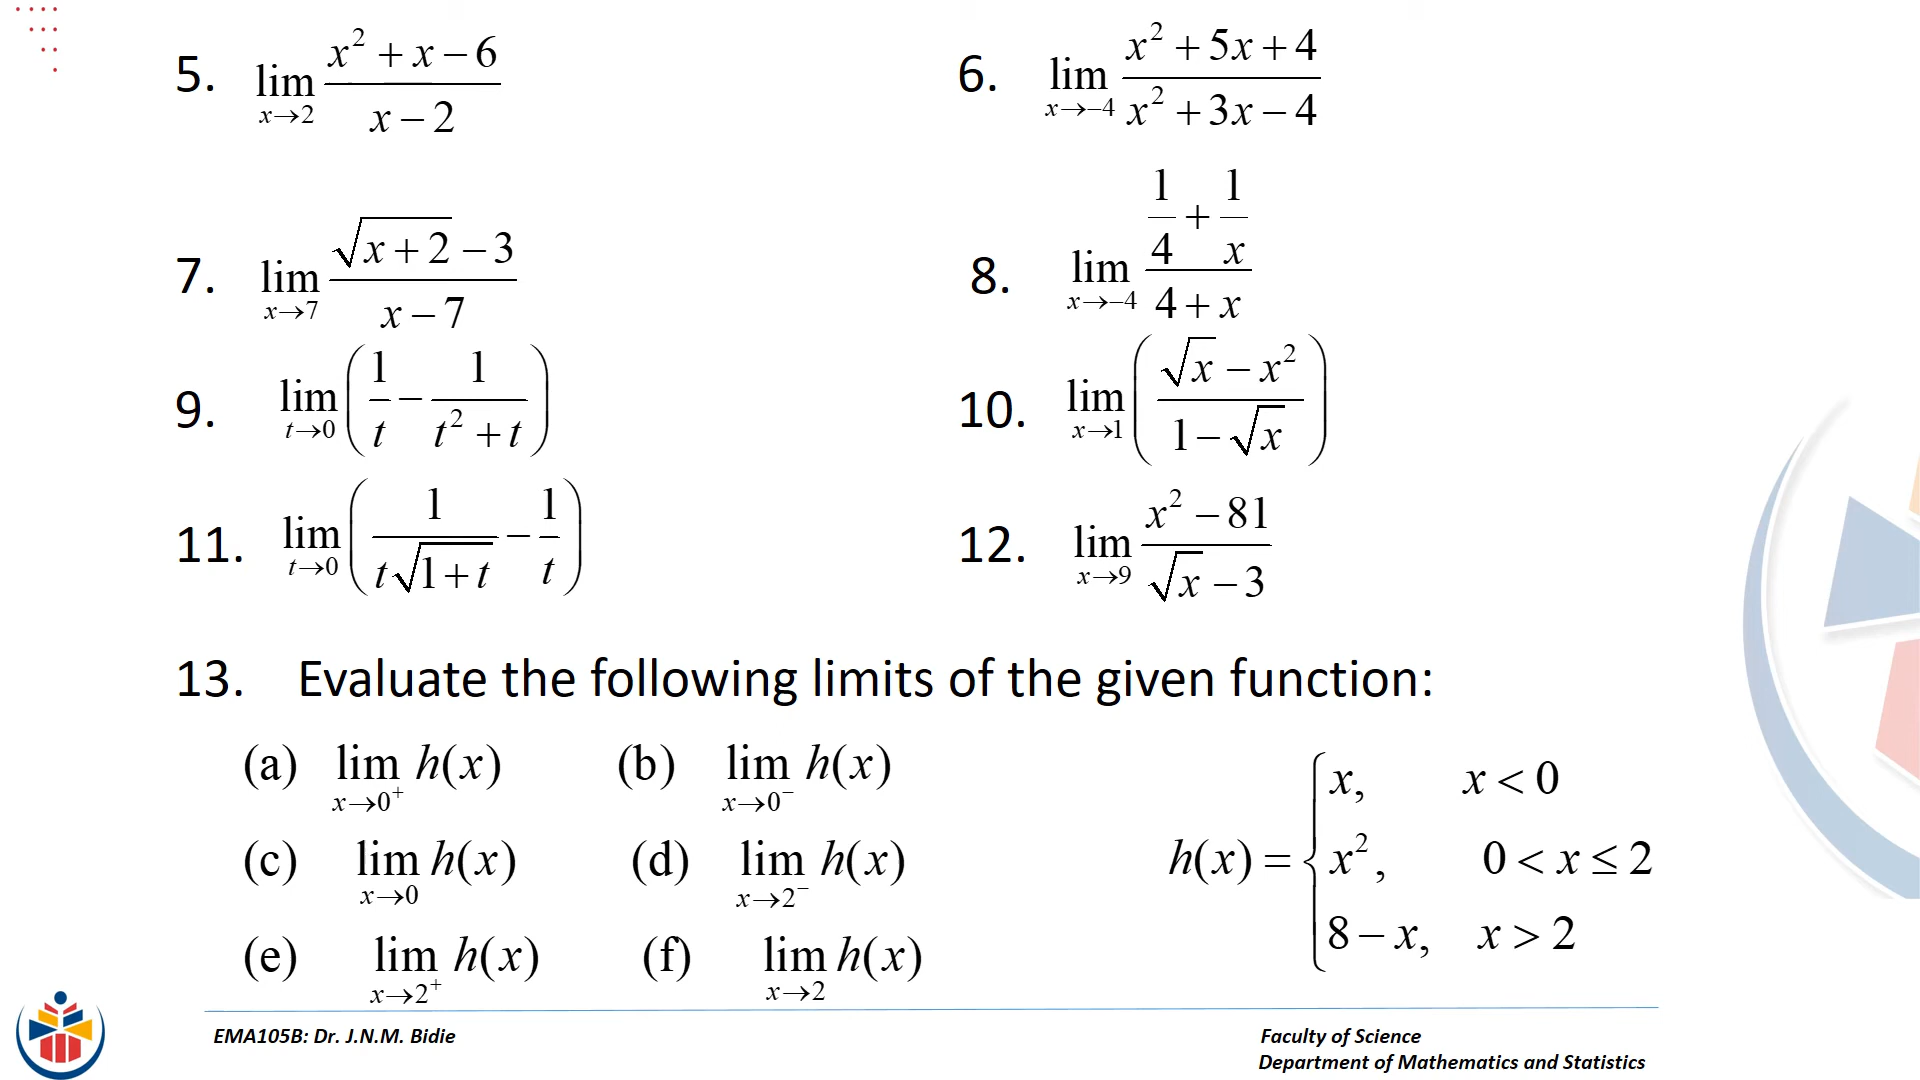 5. lim_{x→2} (x² + x − 6)/(x − 2)
6. lim_{x→−4} (x² + 5x + 4)/(x² + 3x − 4)
7. lim_{x→7} (√(x + 2) − 3)/(x − 7)
8. lim_{x→−4} (1/4 + 1/x)/(4 + x)
9. lim_{t→0} (1/t − 1/(t² + t))
10. lim_{x→1} ((√x − x²)/(1 − √x))
11. lim_{t→0} (1/(t√(1 + t)) − 1/t)
12. lim_{x→9} (x² − 81)/(√x − 3)
13. Evaluate the following limits of the given function:
(a) lim_{x→0⁺} h(x) (b) lim_{x→0⁻} h(x)
(c) lim_{x→0} h(x) (d) lim_{x→2⁻} h(x)
(e) lim_{x→2⁺} h(x) (f) lim_{x→2} h(x)
h(x) = { x, x < 0
x², 0 < x ≤ 2
8 − x, x > 2
EMA105B: Dr. J.N.M. Bidie
Faculty of Science
Department of Mathematics and Statistics